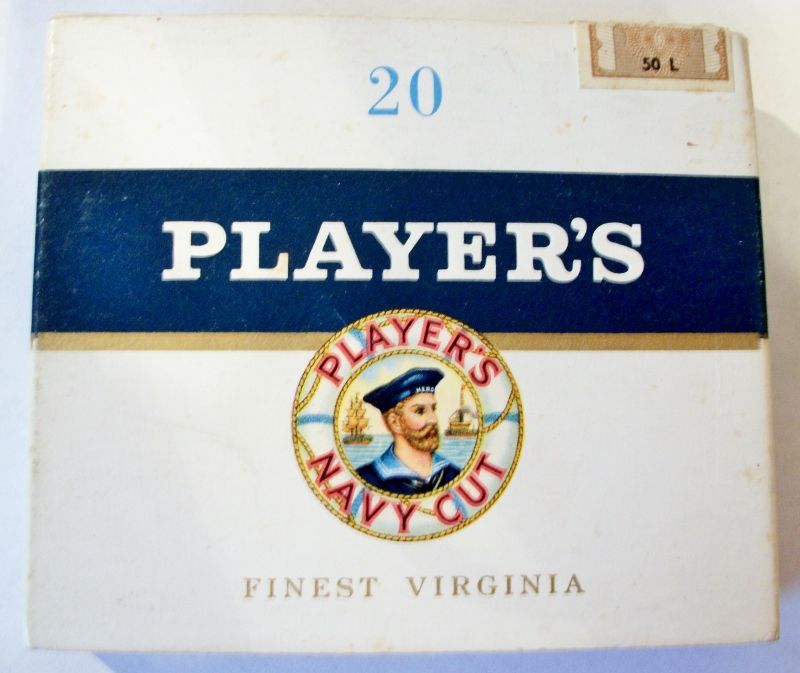 50 L
20
PLAYER'S
PLAYER'S
HERO
NAVY CUT
FINEST VIRGINIA